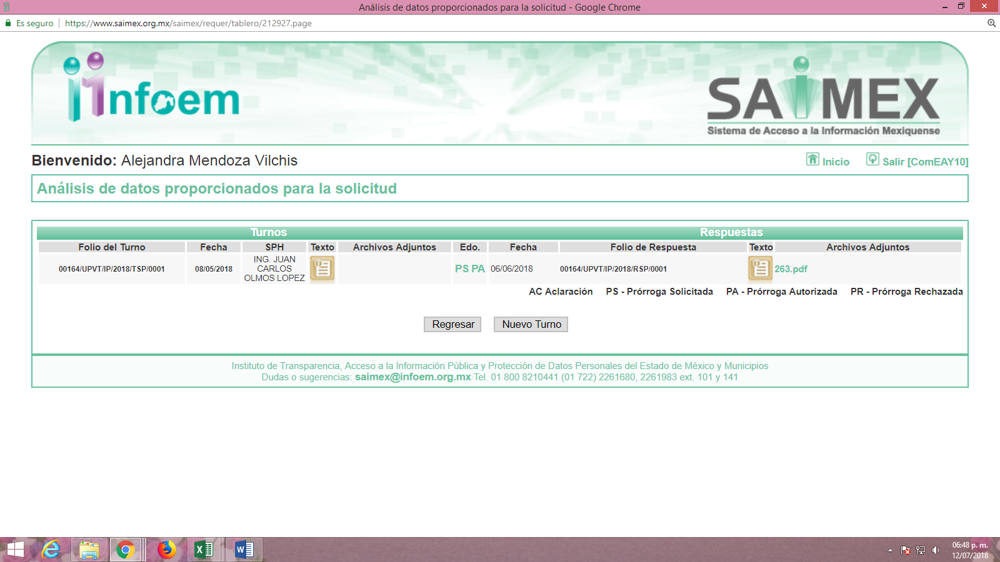 Análisis de datos proporcionados para la solicitud - Google Chrome
Es seguro https://www.saimex.org.mx/saimex/requer/tablero/212927.page
infoem
SAIMEX
Sistema de Acceso a la Información Mexiquense
Bienvenido: Alejandra Mendoza Vilchis
Inicio Salir [ComEAY10]
Análisis de datos proporcionados para la solicitud
Turnos Respuestas
Folio del Turno Fecha SPH Texto Archivos Adjuntos Edo. Fecha Folio de Respuesta Texto Archivos Adjuntos
00164/UPVT/IP/2018/TSP/0001 08/05/2018 ING. JUAN
CARLOS
OLMOS LOPEZ PS PA 06/06/2018 00164/UPVT/IP/2018/RSP/0001 263.pdf
AC Aclaración PS - Prórroga Solicitada PA - Prórroga Autorizada PR - Prórroga Rechazada
Regresar Nuevo Turno
Instituto de Transparencia, Acceso a la Información Pública y Protección de Datos Personales del Estado de México y Municipios
Dudas o sugerencias: saimex@infoem.org.mx Tel. 01 800 8210441 (01 722) 2261680, 2261983 ext. 101 y 141
06:48 p. m.
12/07/2018